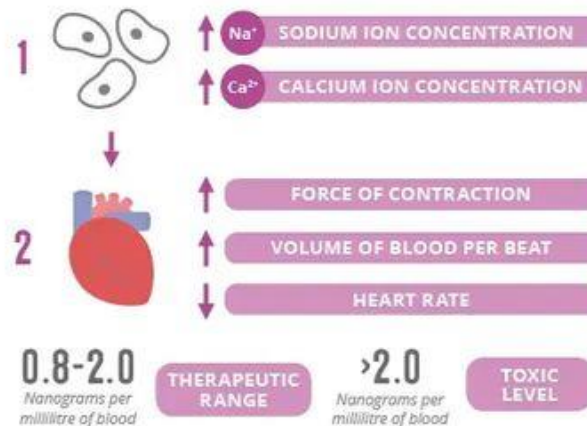 1
Na⁺ SODIUM ION CONCENTRATION
Ca²⁺ CALCIUM ION CONCENTRATION
2
FORCE OF CONTRACTION
VOLUME OF BLOOD PER BEAT
HEART RATE
0.8-2.0
Nanograms per
millilitre of blood
THERAPEUTIC
RANGE
>2.0
Nanograms per
millilitre of blood
TOXIC
LEVEL